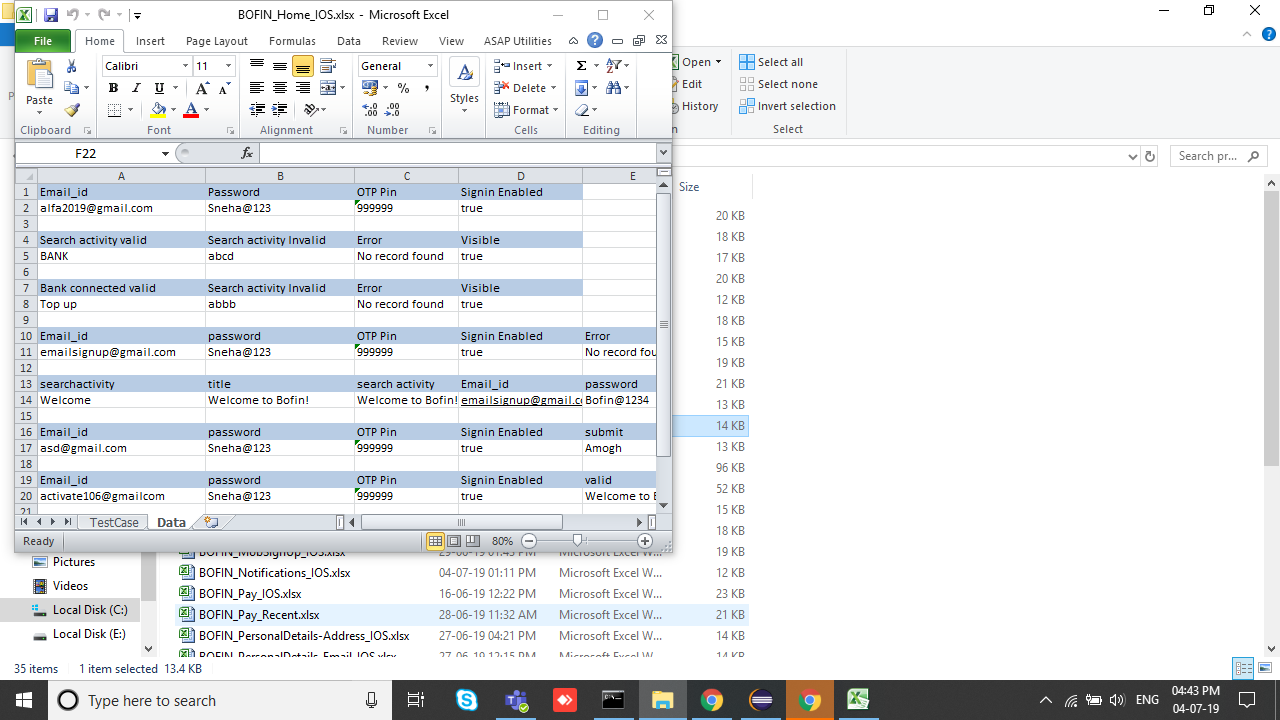 BOFIN_Home_IOS.xlsx - Microsoft Excel
File Home Insert Page Layout Formulas Data Review View ASAP Utilities
Paste
Clipboard
Calibri 11
B I U A A A
Font
Alignment
General
% ,
Number
Styles
Insert
Delete
Format
Cells
Σ
Editing
Open
Edit
History
Select all
Select none
Invert selection
Select
F22 fx
Search pr...
Size
A B C D E
1 Email_id Password OTP Pin Signin Enabled
2 alfa2019@gmail.com Sneha@123 999999 true
3
4 Search activity valid Search activity Invalid Error Visible
5 BANK abcd No record found true
6
7 Bank connected valid Search activity Invalid Error Visible
8 Top up abbb No record found true
9
10 Email_id password OTP Pin Signin Enabled Error
11 emailsignup@gmail.com Sneha@123 999999 true No record fou
12
13 searchactivity title search activity Email_id password
14 Welcome Welcome to Bofin! Welcome to Bofin! emailsignup@gmail.co Bofin@1234
15
16 Email_id password OTP Pin Signin Enabled submit
17 asd@gmail.com Sneha@123 999999 true Amogh
18
19 Email_id password OTP Pin Signin Enabled valid
20 activate106@gmailcom Sneha@123 999999 true Welcome to B
21
TestCase Data
Ready 80%
20 KB
18 KB
17 KB
20 KB
12 KB
18 KB
15 KB
19 KB
21 KB
13 KB
14 KB
13 KB
96 KB
52 KB
15 KB
18 KB
BOFIN_MobSignUp_IOS.xlsx 29-06-19 01:43 PM Microsoft Excel W... 19 KB
BOFIN_Notifications_IOS.xlsx 04-07-19 01:11 PM Microsoft Excel W... 12 KB
BOFIN_Pay_IOS.xlsx 16-06-19 12:22 PM Microsoft Excel W... 23 KB
BOFIN_Pay_Recent.xlsx 28-06-19 11:32 AM Microsoft Excel W... 21 KB
BOFIN_PersonalDetails-Address_IOS.xlsx 27-06-19 04:21 PM Microsoft Excel W... 14 KB
BOFIN_PersonalDetails_Email_IOS.xlsx 27-06-19 12:15 PM Microsoft Excel W... 14 KB
Pictures
Videos
Local Disk (C:)
Local Disk (E:)
35 items 1 item selected 13.4 KB
Type here to search
ENG
04:43 PM
04-07-19